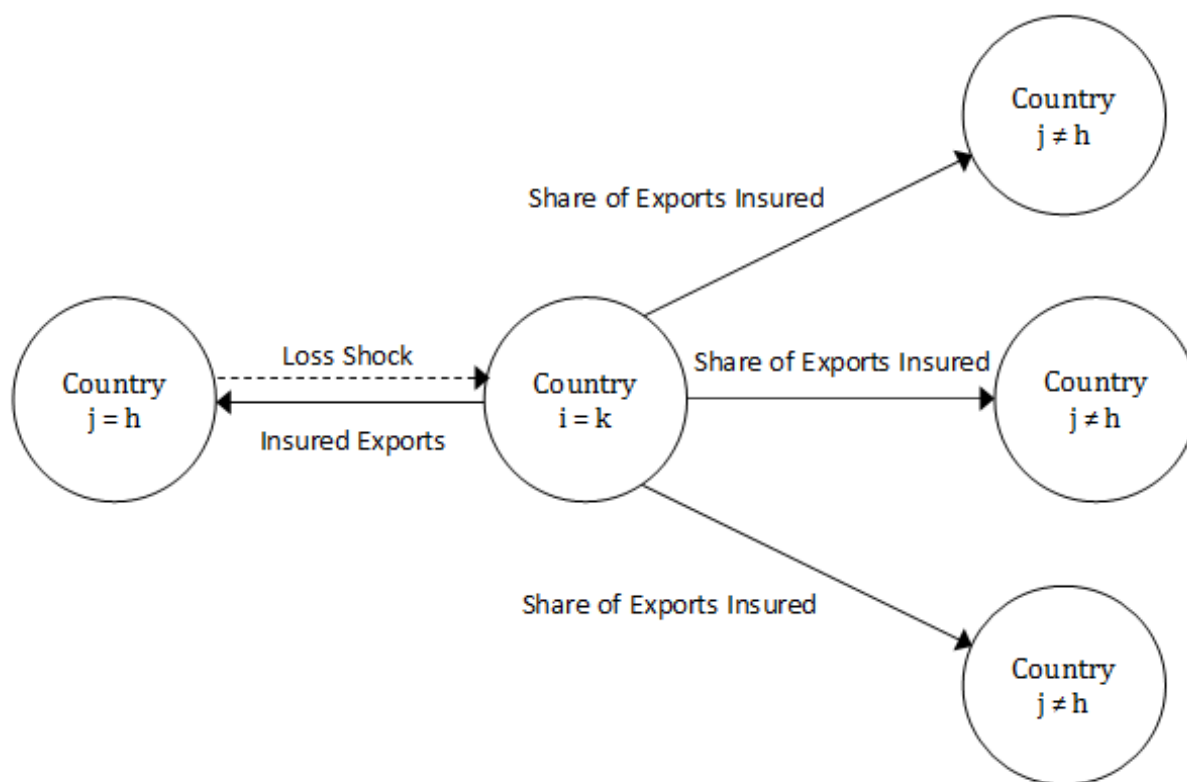 Country
j ≠ h
Share of Exports Insured
Loss Shock
Share of Exports Insured
Country
j = h
Country
i = k
Country
j ≠ h
Insured Exports
Share of Exports Insured
Country
j ≠ h